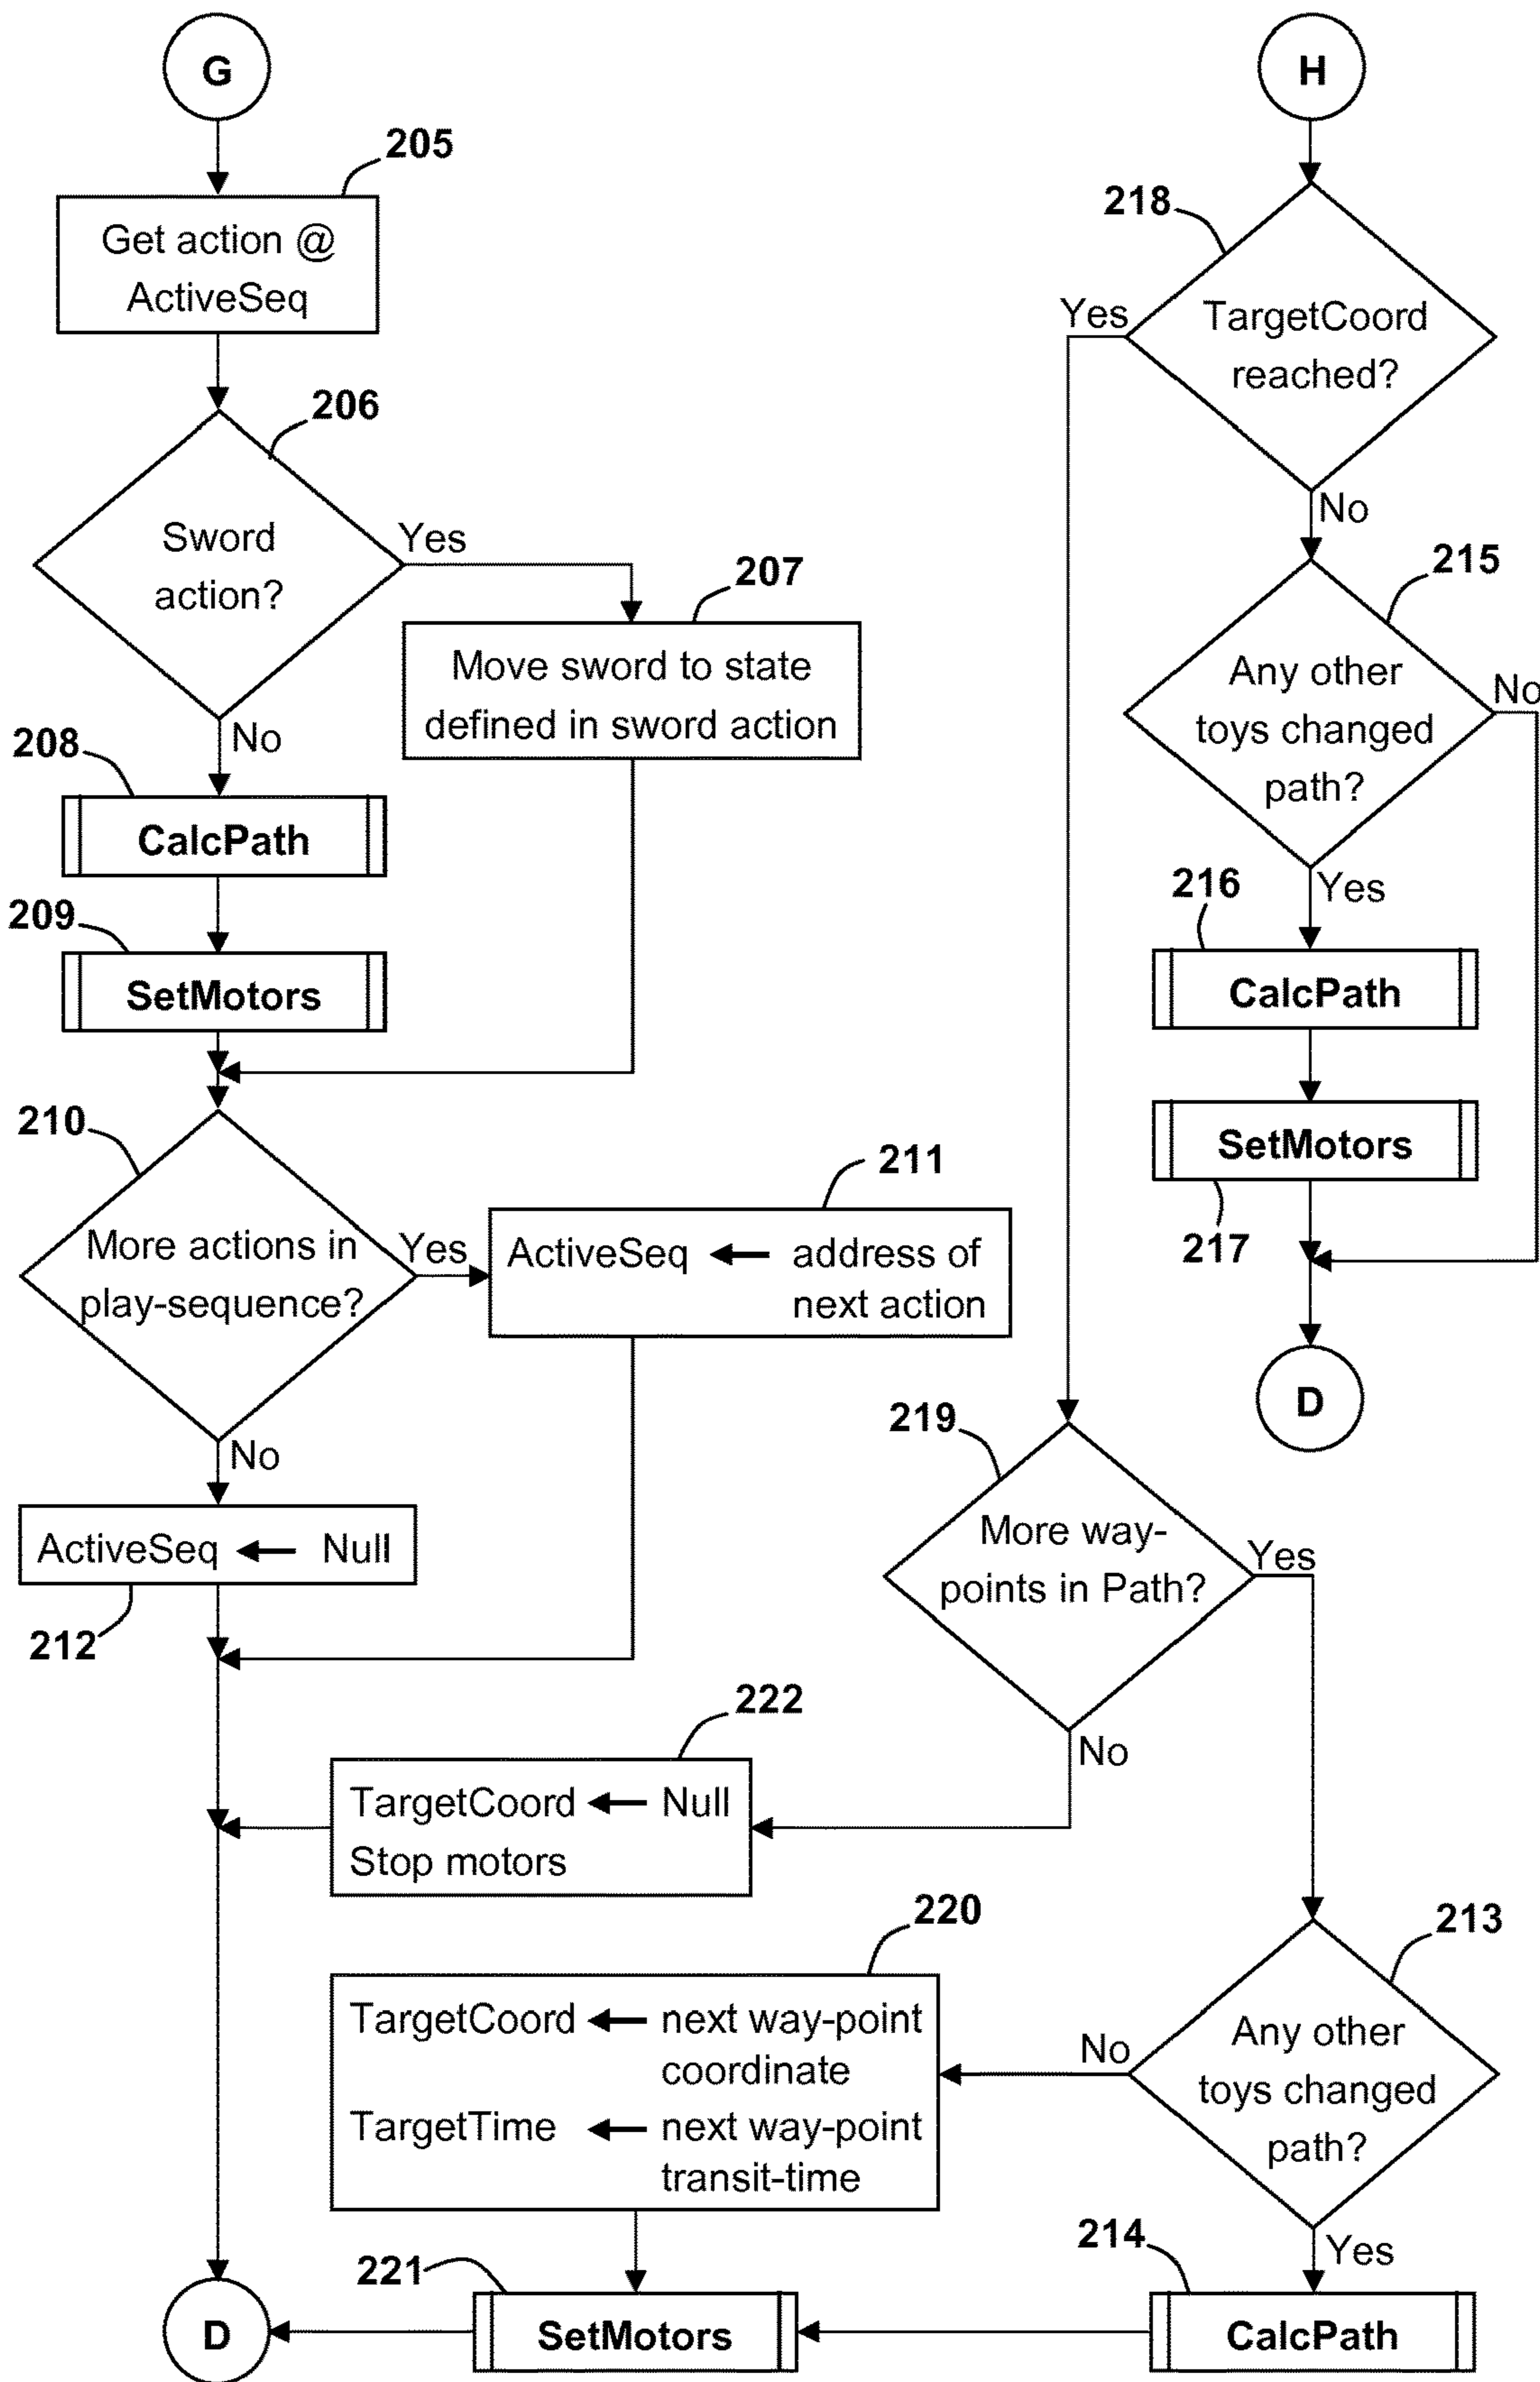 G
205
Get action @
ActiveSeq
206
Sword
action?
Yes
No
207
Move sword to state
defined in sword action
208
CalcPath
209
SetMotors
210
More actions in
play-sequence?
Yes
No
211
ActiveSeq ← address of
next action
ActiveSeq ← Null
212
H
218
TargetCoord
reached?
Yes
No
215
Any other
toys changed
path?
No
Yes
216
CalcPath
SetMotors
217
D
219
More way-
points in Path?
Yes
No
222
TargetCoord ← Null
Stop motors
213
Any other
toys changed
path?
No
Yes
220
TargetCoord ← next way-point
coordinate
TargetTime ← next way-point
transit-time
214
CalcPath
221
SetMotors
D